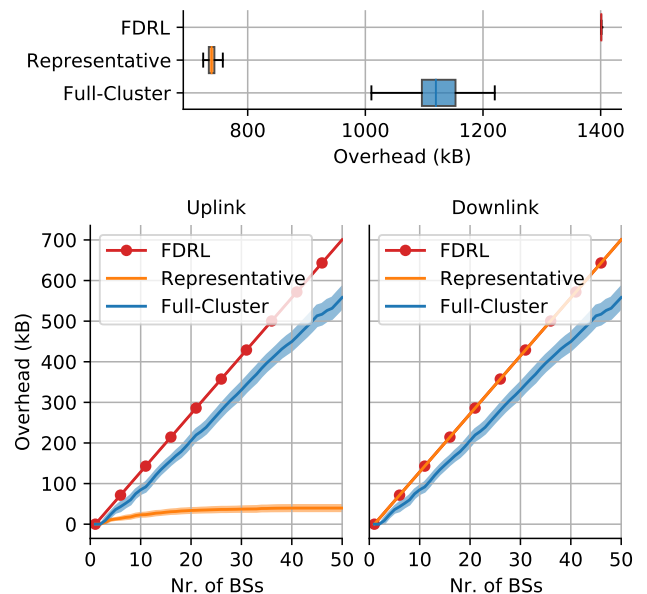 FDRL
Representative
Full-Cluster
800 1000 1200 1400
Overhead (kB)
Uplink Downlink
Overhead (kB)
700
600
500
400
300
200
100
0
FDRL
Representative
Full-Cluster
FDRL
Representative
Full-Cluster
0 10 20 30 40 50
0 10 20 30 40 50
Nr. of BSs Nr. of BSs